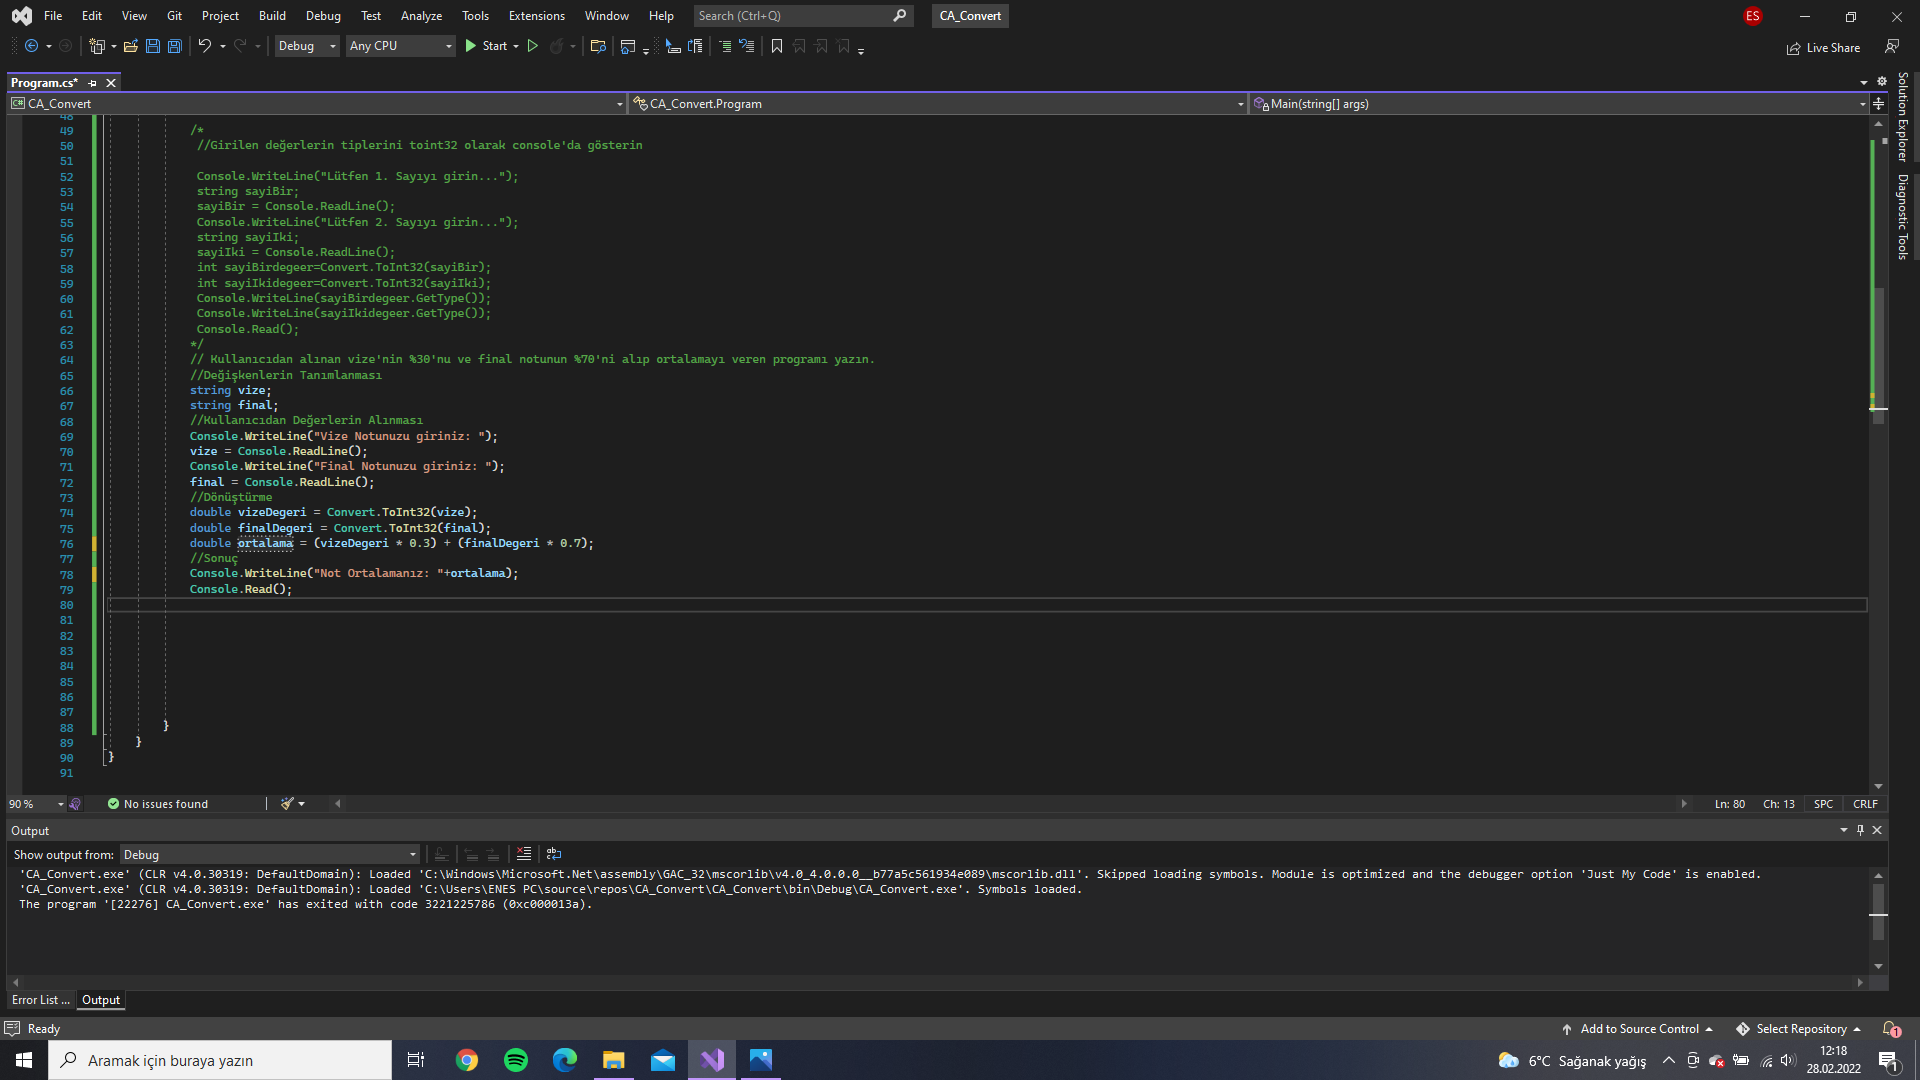 File Edit View Git Project Build Debug Test Analyze Tools Extensions Window Help Search (Ctrl+Q) CA_Convert ES
Debug Any CPU Start Live Share
Program.cs*
CA_Convert CA_Convert.Program Main(string[] args)
Solution Explorer
Diagnostic Tools
48
49 /*
50 //Girilen değerlerin tiplerini toint32 olarak console'da gösterin
51
52 Console.WriteLine("Lütfen 1. Sayıyı girin...");
53 string sayiBir;
54 sayiBir = Console.ReadLine();
55 Console.WriteLine("Lütfen 2. Sayıyı girin...");
56 string sayiIki;
57 sayiIki = Console.ReadLine();
58 int sayiBirdegeer=Convert.ToInt32(sayiBir);
59 int sayiIkidegeer=Convert.ToInt32(sayiIki);
60 Console.WriteLine(sayiBirdegeer.GetType());
61 Console.WriteLine(sayiIkidegeer.GetType());
62 Console.Read();
63 */
64 // Kullanıcıdan alınan vize'nin %30'nu ve final notunun %70'ni alıp ortalamayı veren programı yazın.
65 //Değişkenlerin Tanımlanması
66 string vize;
67 string final;
68 //Kullanıcıdan Değerlerin Alınması
69 Console.WriteLine("Vize Notunuzu giriniz: ");
70 vize = Console.ReadLine();
71 Console.WriteLine("Final Notunuzu giriniz: ");
72 final = Console.ReadLine();
73 //Dönüştürme
74 double vizeDegeri = Convert.ToInt32(vize);
75 double finalDegeri = Convert.ToInt32(final);
76 double ortalama = (vizeDegeri * 0.3) + (finalDegeri * 0.7);
77 //Sonuç
78 Console.WriteLine("Not Ortalamanız: "+ortalama);
79 Console.Read();
80
81
82
83
84
85
86
87
88 }
89 }
90 }
91
90 % No issues found Ln: 80 Ch: 13 SPC CRLF
Output
Show output from: Debug
'CA_Convert.exe' (CLR v4.0.30319: DefaultDomain): Loaded 'C:\Windows\Microsoft.Net\assembly\GAC_32\mscorlib\v4.0_4.0.0.0__b77a5c561934e089\mscorlib.dll'. Skipped loading symbols. Module is optimized and the debugger option 'Just My Code' is enabled.
'CA_Convert.exe' (CLR v4.0.30319: DefaultDomain): Loaded 'C:\Users\ENES PC\source\repos\CA_Convert\CA_Convert\bin\Debug\CA_Convert.exe'. Symbols loaded.
The program '[22276] CA_Convert.exe' has exited with code 3221225786 (0xc000013a).
Error List ... Output
Ready Add to Source Control Select Repository 1
Aramak için buraya yazın 6°C Sağanak yağış 12:18
28.02.2022 1